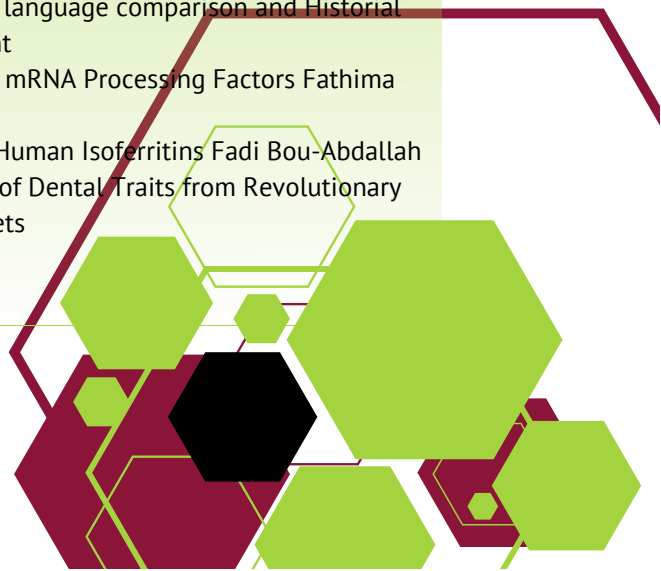 language comparison and Historial
nt
mRNA Processing Factors Fathima
Human Isoferritins Fadi Bou-Abdallah
of Dental Traits from Revolutionary
ets